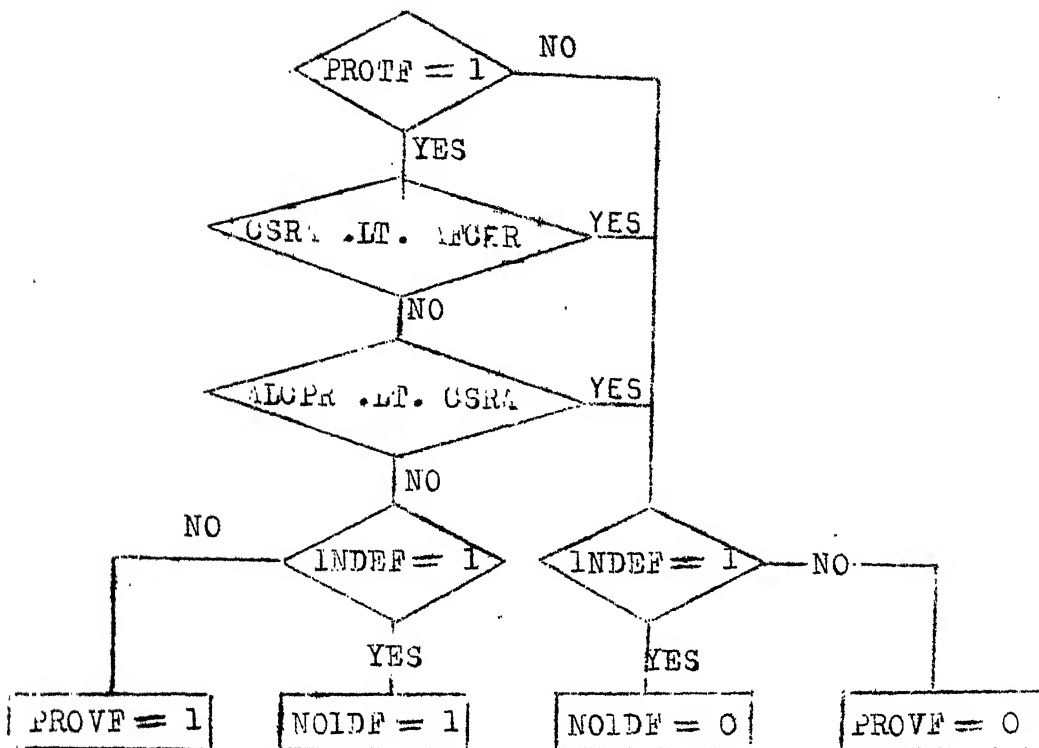 NO
PROTF = 1
YES
.LT.
YES
NO
.LT.
YES
NO
NO
INDEF = 1
INDEF = 1
NO
YES
YES
PROVF = 1
NOIDF = 1
NOIDF = 0
PROVF = 0